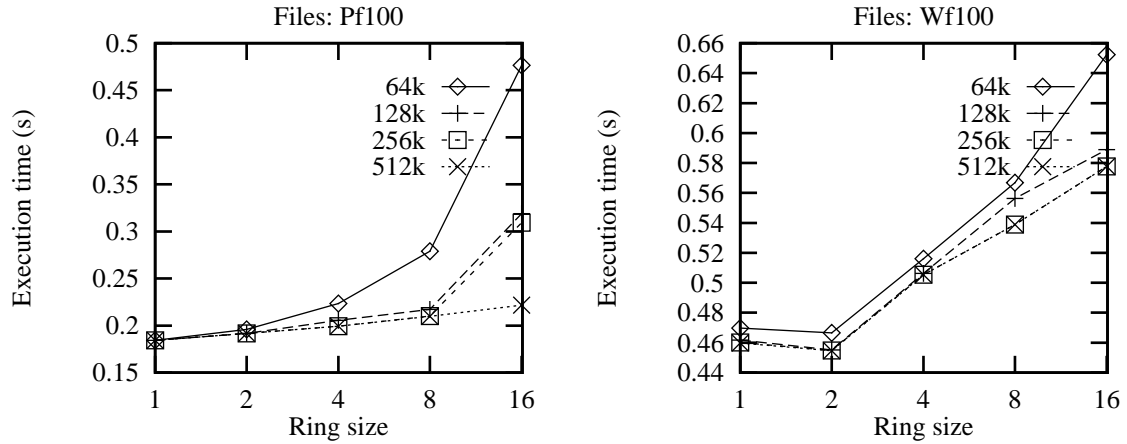 Files: Pf100
Execution time (s)
0.5
0.45
0.4
0.35
0.3
0.25
0.2
0.15
64k
128k
256k
512k
1 2 4 8 16
Ring size
Files: Wf100
Execution time (s)
0.66
0.64
0.62
0.6
0.58
0.56
0.54
0.52
0.5
0.48
0.46
0.44
64k
128k
256k
512k
1 2 4 8 16
Ring size